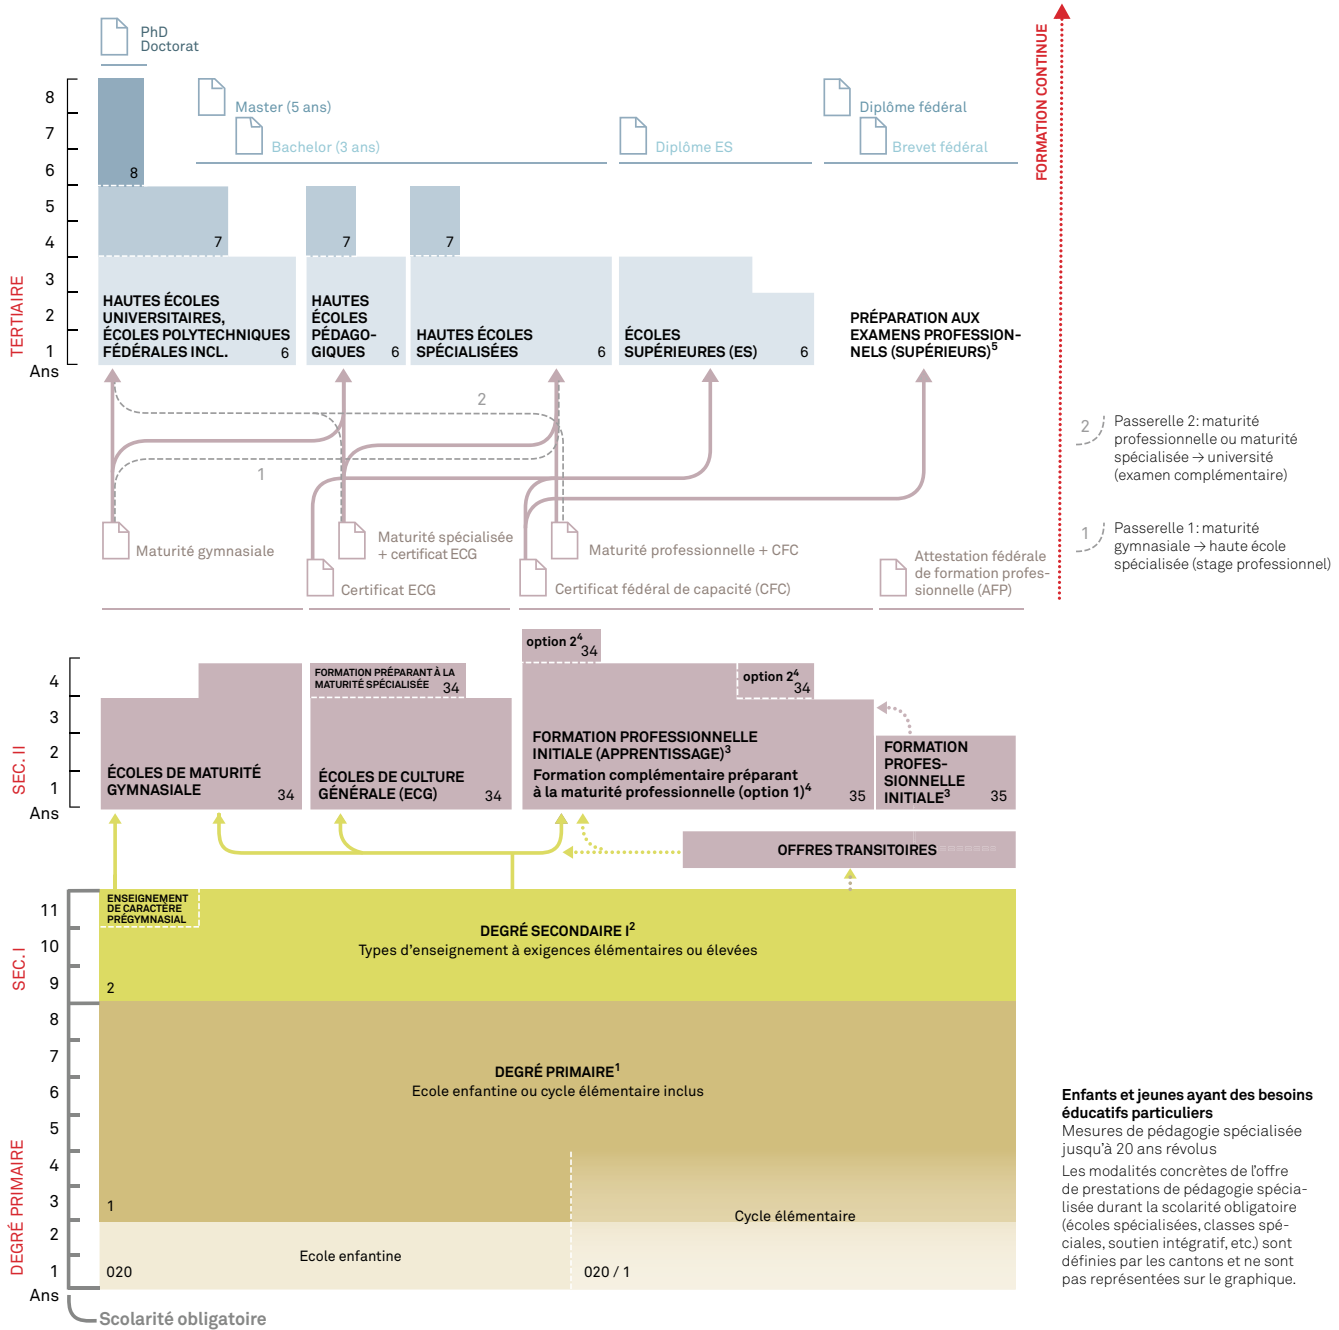 PhD
Doctorat
Master (5 ans)
Bachelor (3 ans)
Diplôme ES
Diplôme fédéral
Brevet fédéral
FORMATION CONTINUE
TERTIAIRE
8
7
6
5
4
3
2
1
Ans
8
7
7
7
HAUTES ÉCOLES
UNIVERSITAIRES,
ÉCOLES POLYTECHNIQUES
FÉDÉRALES INCL.
6
HAUTES
ÉCOLES
PÉDAGO-
GIQUES
6
HAUTES ÉCOLES
SPÉCIALISÉES
6
ÉCOLES
SUPÉRIEURES (ES)
6
PRÉPARATION AUX
EXAMENS PROFESSION-
NELS (SUPÉRIEURS)5
2
1
2
Passerelle 2: maturité
professionnelle ou maturité
spécialisée → université
(examen complémentaire)
1
Passerelle 1: maturité
gymnasiale → haute école
spécialisée (stage professionnel)
Maturité gymnasiale
Maturité spécialisée
+ certificat ECG
Maturité professionnelle + CFC
Certificat ECG
Certificat fédéral de capacité (CFC)
Attestation fédérale
de formation profes-
sionnelle (AFP)
SEC. II
4
3
2
1
Ans
ÉCOLES DE MATURITÉ
GYMNASIALE
34
FORMATION PRÉPARANT À LA
MATURITÉ SPÉCIALISÉE
34
ÉCOLES DE CULTURE
GÉNÉRALE (ECG)
34
option 24
34
option 24
34
FORMATION PROFESSIONNELLE
INITIALE (APPRENTISSAGE)3
Formation complémentaire préparant
à la maturité professionnelle (option 1)4
35
FORMATION
PROFES-
SIONNELLE
INITIALE3
35
OFFRES TRANSITOIRES
SEC. I
11
10
9
ENSEIGNEMENT
DE CARACTÈRE
PRÉGYMNASIAL
DEGRÉ SECONDAIRE I2
Types d'enseignement à exigences élémentaires ou élevées
2
DEGRÉ PRIMAIRE
8
7
6
5
4
3
2
1
Ans
DEGRÉ PRIMAIRE1
Ecole enfantine ou cycle élémentaire inclus
1
Cycle élémentaire
Ecole enfantine
020
020 / 1
Scolarité obligatoire
Enfants et jeunes ayant des besoins
éducatifs particuliers
Mesures de pédagogie spécialisée
jusqu'à 20 ans révolus
Les modalités concrètes de l'offre
de prestations de pédagogie spécia-
lisée durant la scolarité obligatoire
(écoles spécialisées, classes spé-
ciales, soutien intégratif, etc.) sont
définies par les cantons et ne sont
pas représentées sur le graphique.